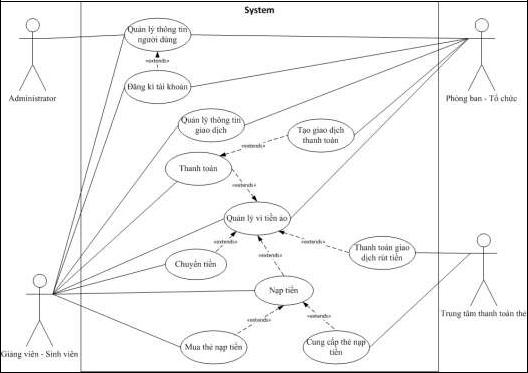 System
Quản lý thông tin
người dùng
«extends»
Administrator
Đăng kí tài khoản
Phòng ban - Tổ chức
Quản lý thông tin
giao dịch
Tạo giao dịch
thanh toán
«extends»
Thanh toán
«extends»
Quản lý ví tiền ảo
«extends»
«extends»
Thanh toán giao
dịch rút tiền
«extends»
Chuyển tiền
Nạp tiền
Giảng viên - Sinh viên
Trung tâm thanh toán thẻ
«extends»
«extends»
Mua thẻ nạp tiền
Cung cấp thẻ nạp
tiền